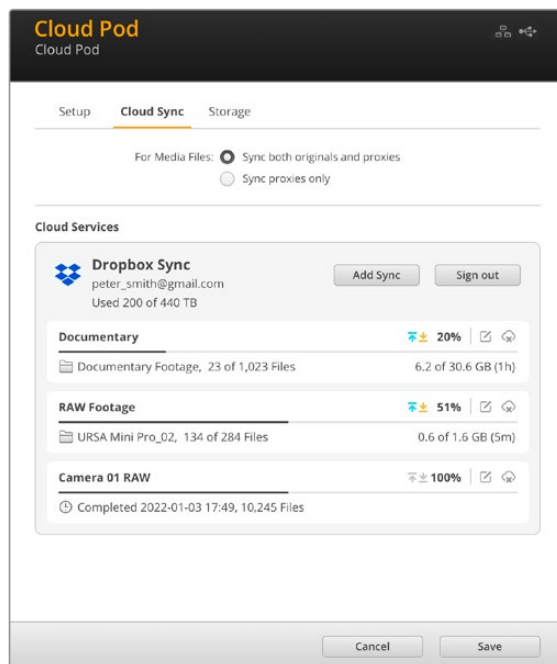 Cloud Pod
Cloud Pod
Setup Cloud Sync Storage
For Media Files: Sync both originals and proxies
Sync proxies only
Cloud Services
Dropbox Sync
peter_smith@gmail.com
Used 200 of 440 TB
Add Sync Sign out
Documentary 20%
Documentary Footage, 23 of 1,023 Files 6.2 of 30.6 GB (1h)
RAW Footage 51%
URSA Mini Pro_02, 134 of 284 Files 0.6 of 1.6 GB (5m)
Camera 01 RAW 100%
Completed 2022-01-03 17:49, 10,245 Files
Cancel Save